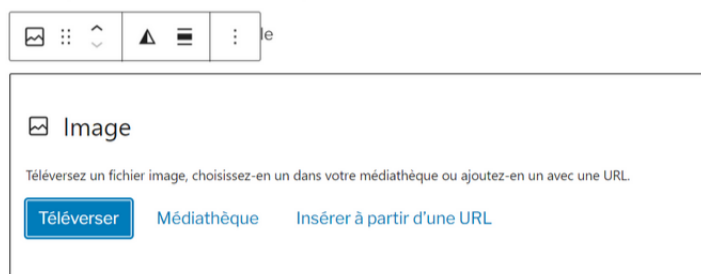 le
Image
Téléversez un fichier image, choisissez-en un dans votre médiathèque ou ajoutez-en un avec une URL.
Téléverser Médiathèque Insérer à partir d’une URL